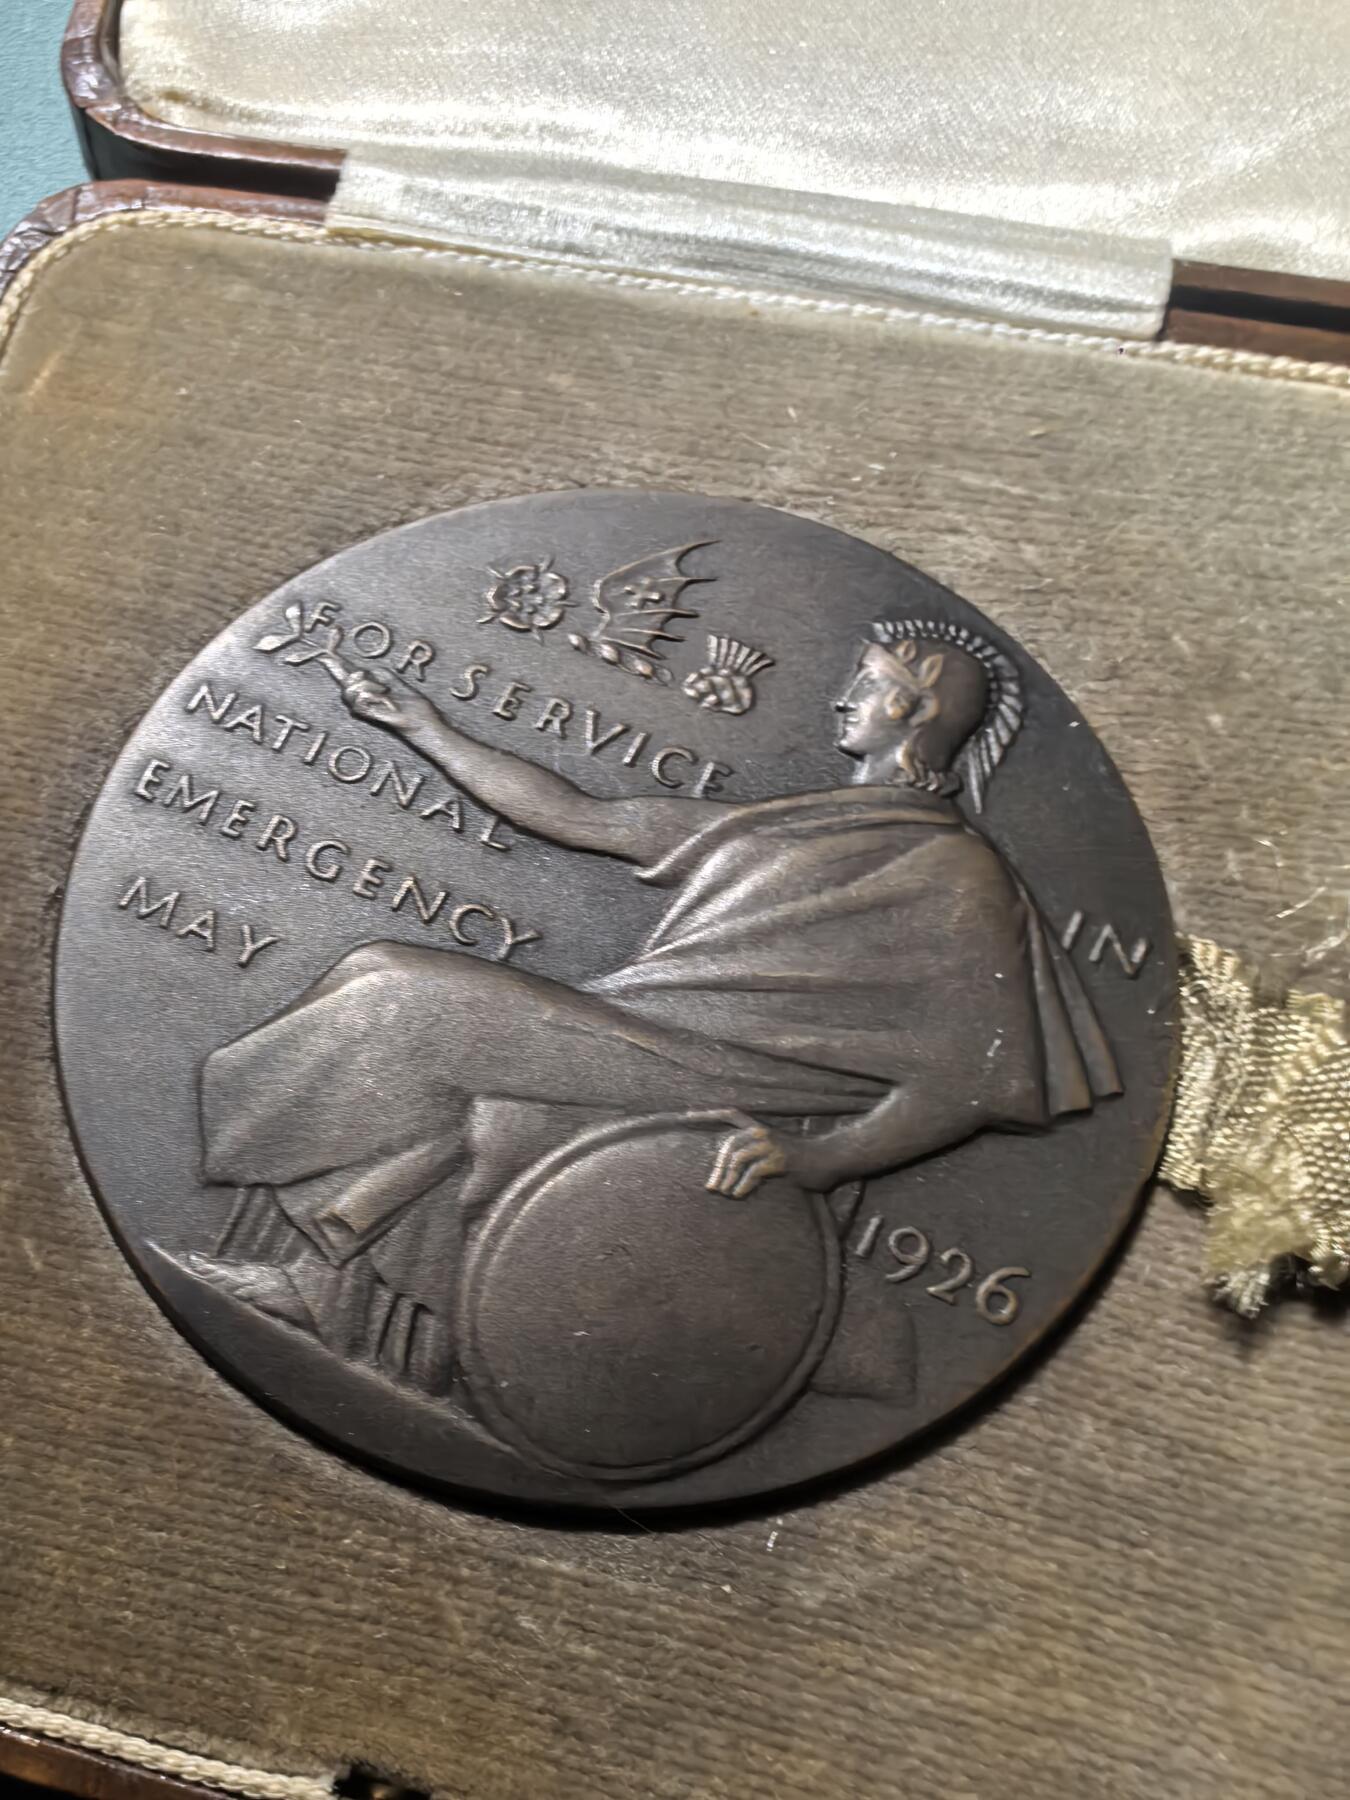 FOR SERVICE IN
NATIONAL
EMERGENCY
MAY 1926